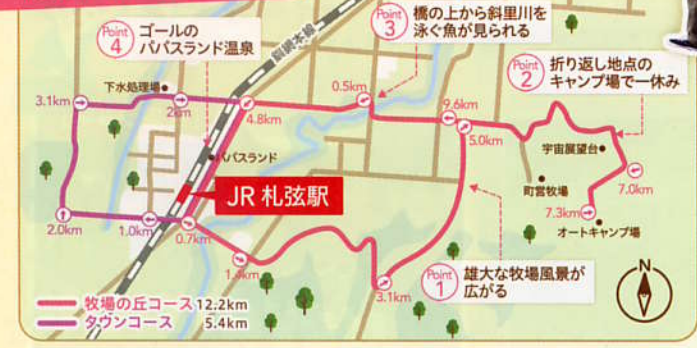 Point
4
ゴールの
パパスランド温泉
釧網本線
Point
3
橋の上から斜里川を
泳ぐ魚が見られる
Point
2
折り返し地点の
キャンプ場で一休み
下水処理場
3.1km
2km
4.8km
0.5km
9.6km
5.0km
宇宙展望台
7.0km
パパスランド
町営牧場
7.3km
オートキャンプ場
JR 札弦駅
2.0km
1.0km
0.7km
1.4km
3.1km
Point
1
雄大な牧場風景が
広がる
N
牧場の丘コース 12.2km
タウンコース 5.4km